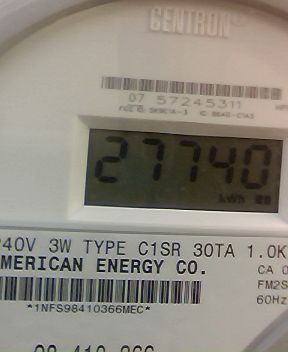 CENTRON
07 57245311
27740
kWh
240V 3W TYPE C1SR 30TA 1.0K
AMERICAN ENERGY CO.
CA 0
FM2S
60Hz
*1NFS98410366MEC*